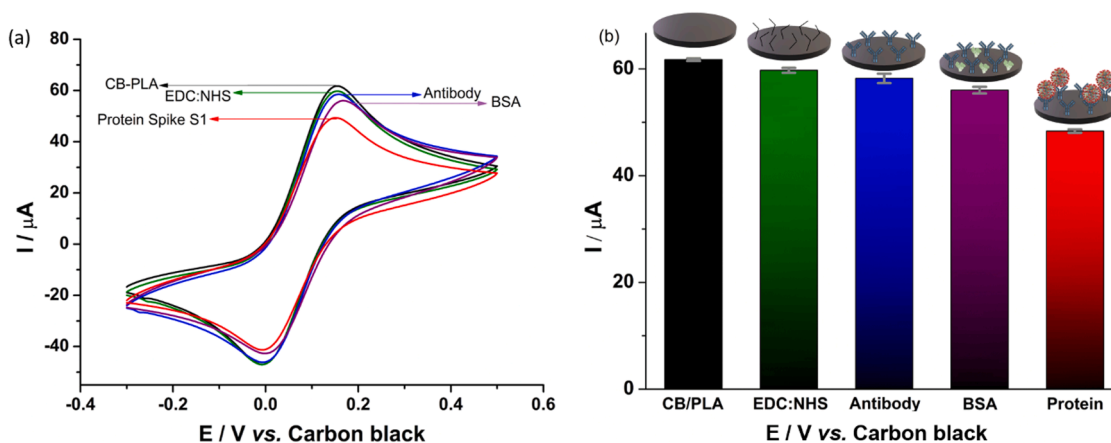 (a)
80
60
40
20
0
-20
-40
I / μA
CB-PLA
EDC:NHS
Protein Spike S1
Antibody
BSA
-0.4
-0.2
0.0
0.2
0.4
0.6
E / V vs. Carbon black
(b)
60
40
20
0
I / μA
CB/PLA
EDC:NHS
Antibody
BSA
Protein
E / V vs. Carbon black